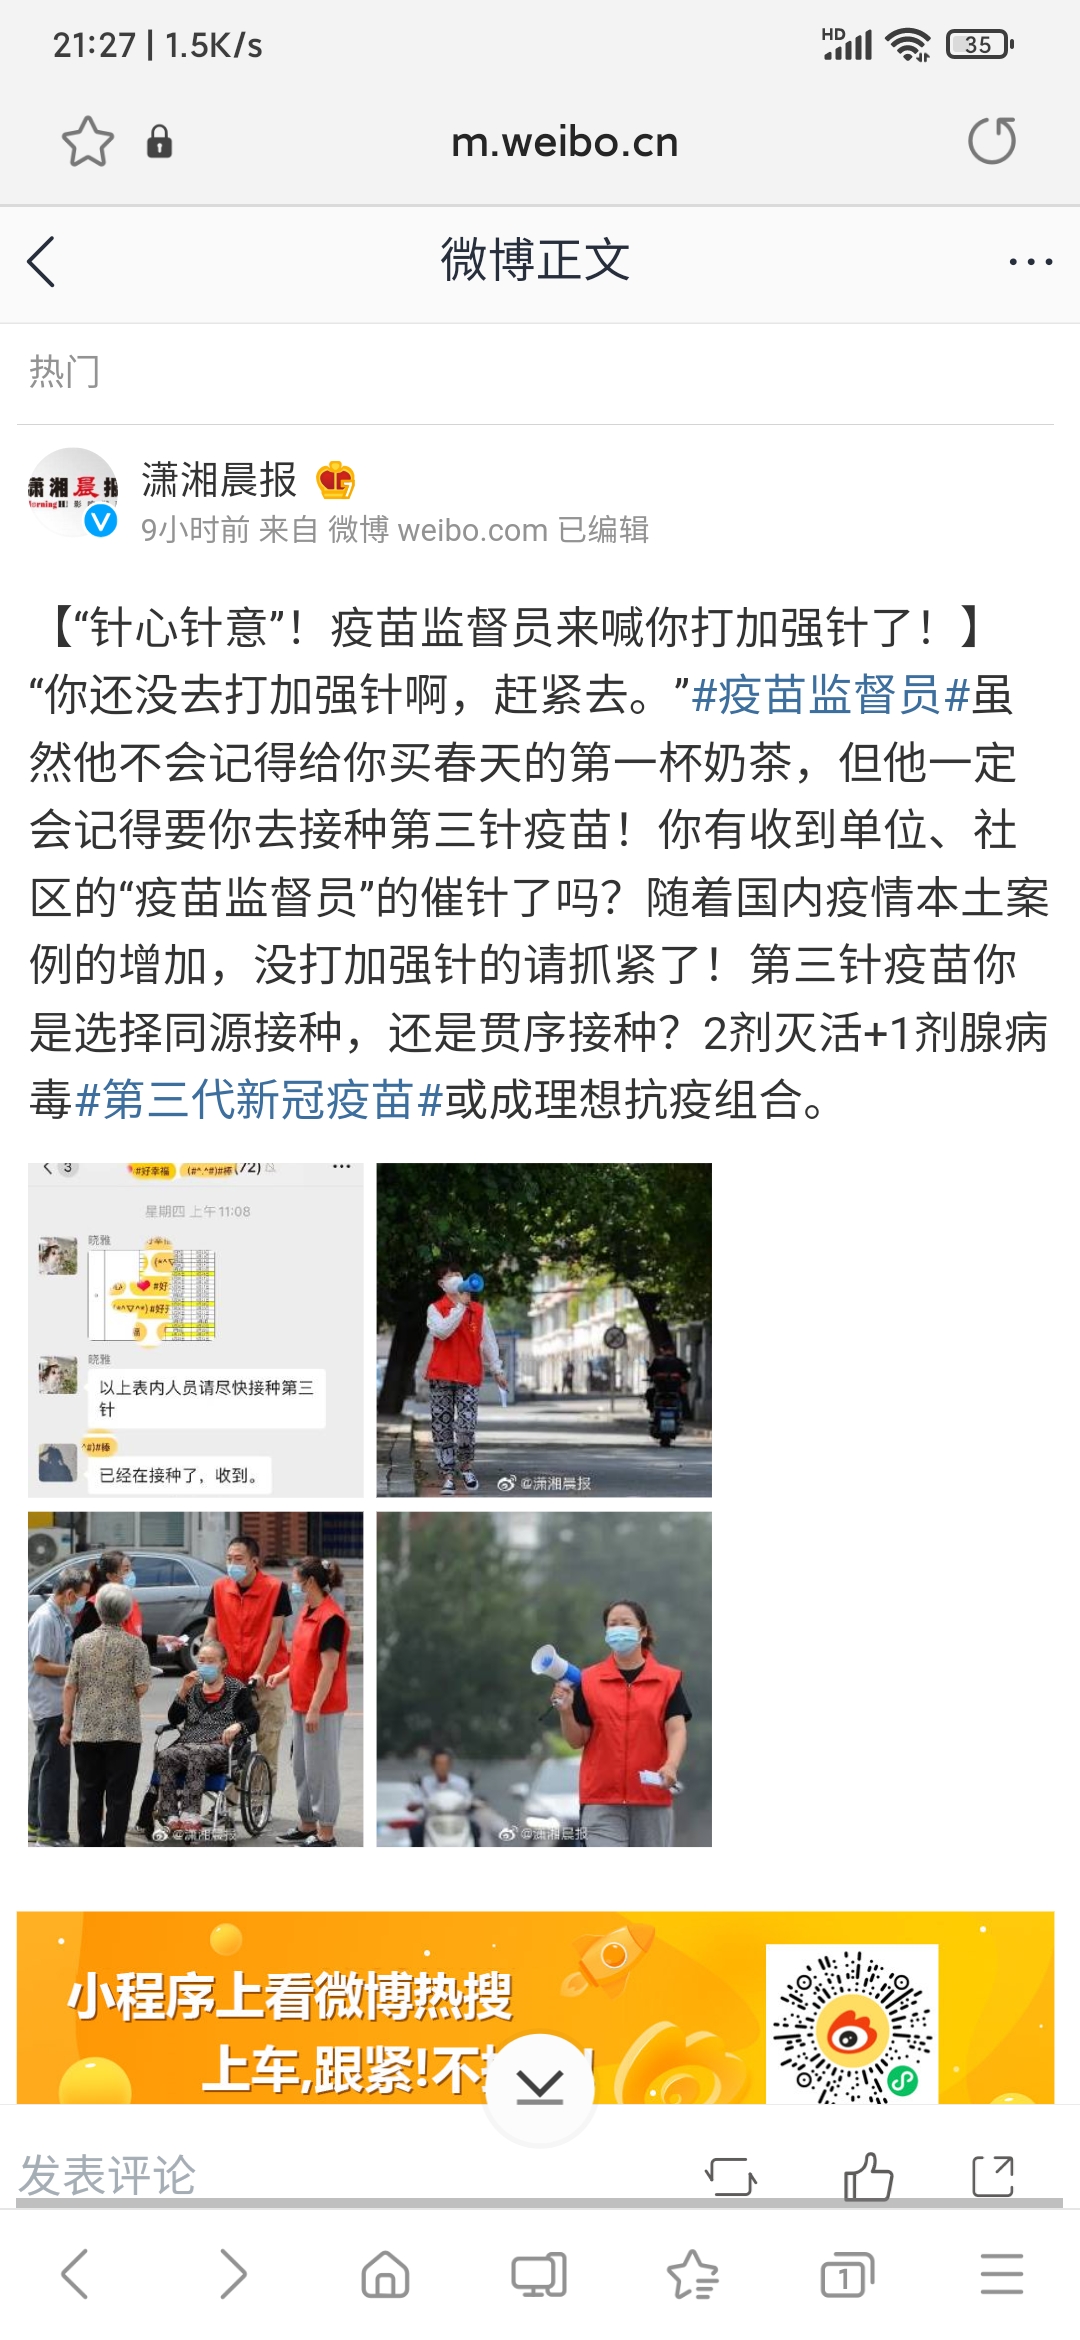 21:27 | 1.5K/s
HD
35
m.weibo.cn
微博正文
热门
潇湘晨报
9小时前 来自 微博 weibo.com 已编辑
【“针心针意”！疫苗监督员来喊你打加强针了！】
“你还没去打加强针啊，赶紧去。”#疫苗监督员#虽
然他不会记得给你买春天的第一杯奶茶，但他一定
会记得要你去接种第三针疫苗！你有收到单位、社
区的“疫苗监督员”的催针了吗？随着国内疫情本土案
例的增加，没打加强针的请抓紧了！第三针疫苗你
是选择同源接种，还是贯序接种？2剂灭活+1剂腺病
毒#第三代新冠疫苗#或成理想抗疫组合。
3
#好幸福
(#^.^#)#棒(72)
星期四 上午11:08
晓雅
晓雅
以上表内人员请尽快接种第三
针
已经在接种了，收到。
@潇湘晨报
@潇湘晨报
@潇湘晨报
小程序上看微博热搜
上车,跟紧!不
发表评论
1